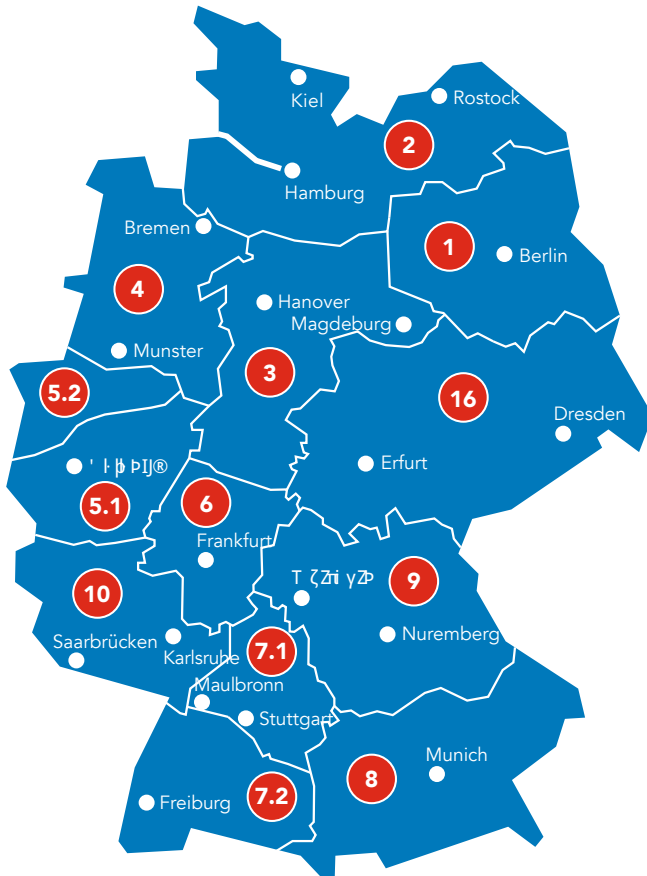 Kiel
Rostock
2
Hamburg
Bremen
1
Berlin
4
Hanover
Magdeburg
Munster
3
5.2
16
Dresden
Erfurt
5.1
6
Frankfurt
10
9
Nuremberg
Saarbrücken
Karlsruhe
7.1
Maulbronn
Stuttgart
Munich
8
7.2
Freiburg